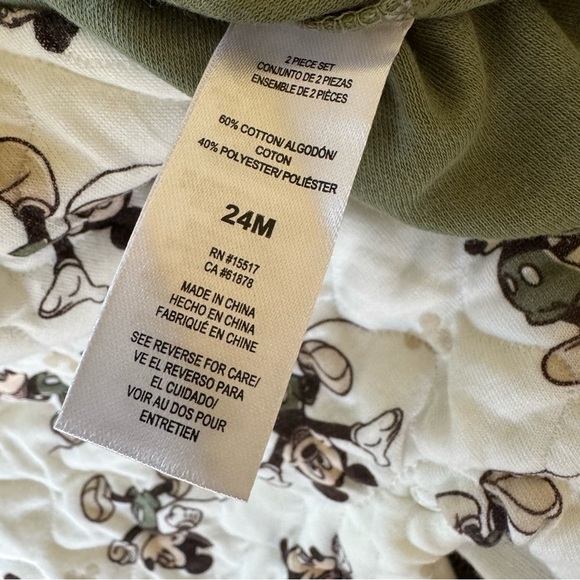 2 PIECE SET
CONJUNTO DE 2 PIEZAS
ENSEMBLE DE 2 PIÈCES
60% COTTON/ ALGODÓN/
COTON
40% POLYESTER/ POLIÉSTER
24M
RN #15517
CA #61878
MADE IN CHINA
HECHO EN CHINA
FABRIQUÉ EN CHINE
SEE REVERSE FOR CARE/
VE EL REVERSO PARA
EL CUIDADO/
VOIR AU DOS POUR
ENTRETIEN